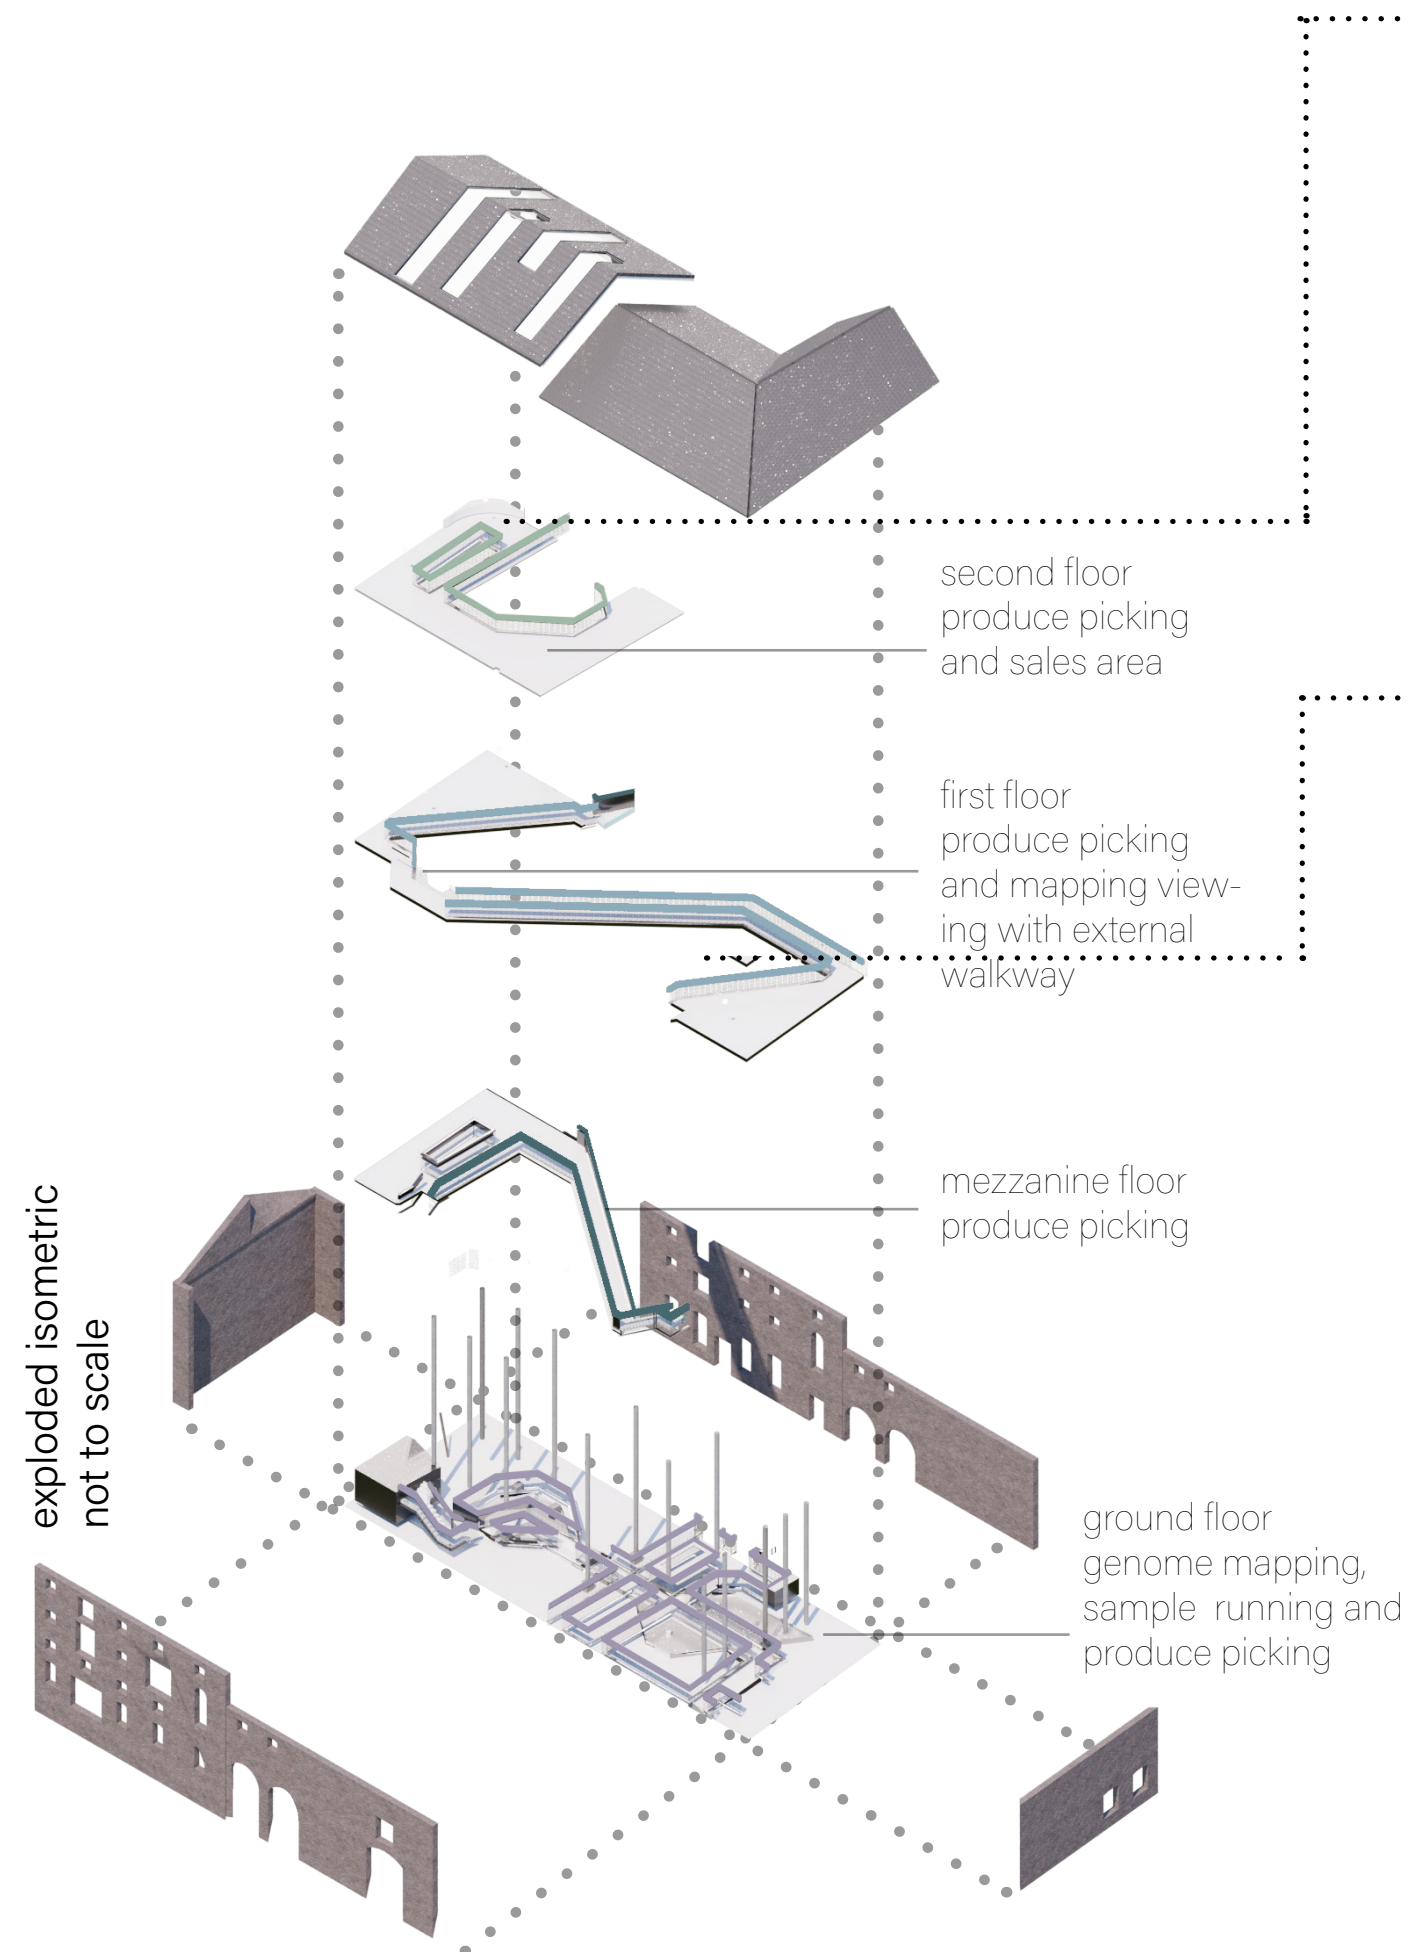 second floor
produce picking
and sales area
first floor
produce picking
and mapping view-
ing with external
walkway
mezzanine floor
produce picking
exploded isometric
not to scale
ground floor
genome mapping,
sample running and
produce picking